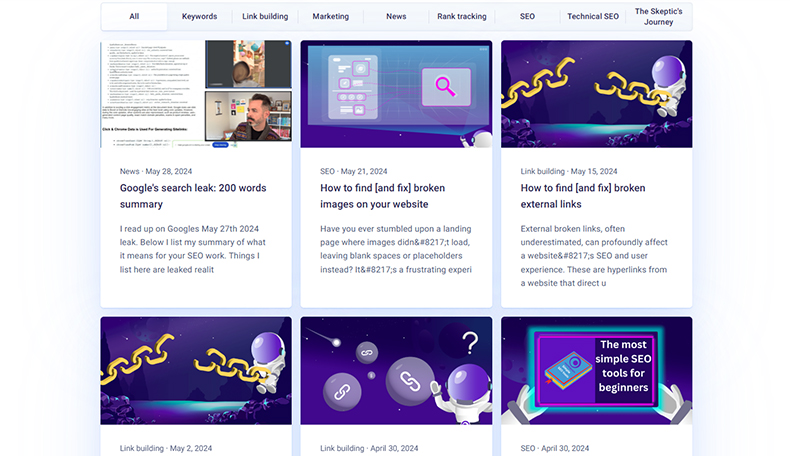 All
Keywords
Link building
Marketing
News
Rank tracking
SEO
Technical SEO
The Skeptic's
Journey
Click & Chrome Data Is Used For Generating Sitelinks:
News · May 28, 2024
Google's search leak: 200 words
summary
I read up on Googles May 27th 2024
leak. Below I list my summary of what
it means for your SEO work. Things I
list here are leaked realit
SEO · May 21, 2024
How to find [and fix] broken
images on your website
Have you ever stumbled upon a landing
page where images didn&#8217;t load,
leaving blank spaces or placeholders
instead? It&#8217;s a frustrating experi
Link building · May 15, 2024
How to find [and fix] broken
external links
External broken links, often
underestimated, can profoundly affect
a website&#8217;s SEO and user
experience. These are hyperlinks from
a website that direct u
Link building · May 2, 2024
?
Link building · April 30, 2024
The most
simple SEO
tools for
beginners
SEO · April 30, 2024